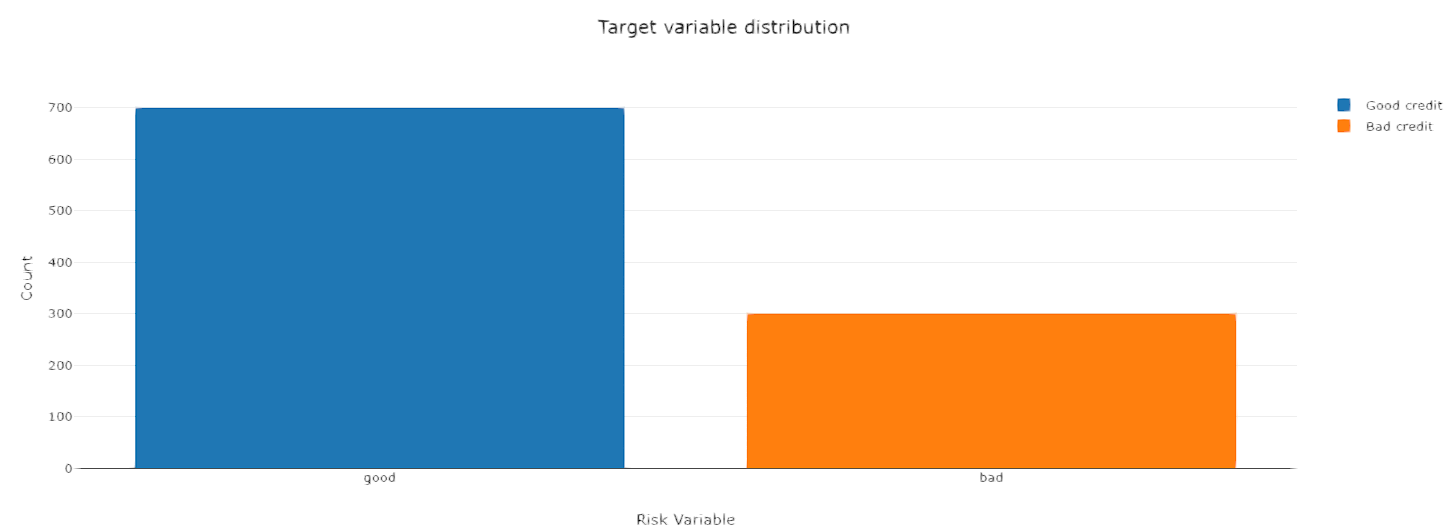 Target variable distribution
Good credit
Bad credit
700
600
500
400
300
200
100
0
Count
good
bad
Risk Variable